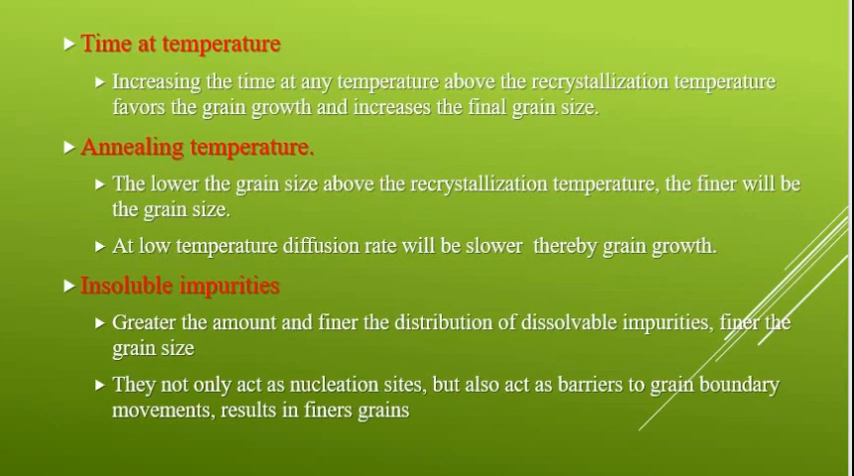 Time at temperature
Increasing the time at any temperature above the recrystallization temperature
favors the grain growth and increases the final grain size.
Annealing temperature.
The lower the grain size above the recrystallization temperature, the finer will be
the grain size.
At low temperature diffusion rate will be slower thereby grain growth.
Insoluble impurities
Greater the amount and finer the distribution of dissolvable impurities, finer the
grain size
They not only act as nucleation sites, but also act as barriers to grain boundary
movements, results in finers grains